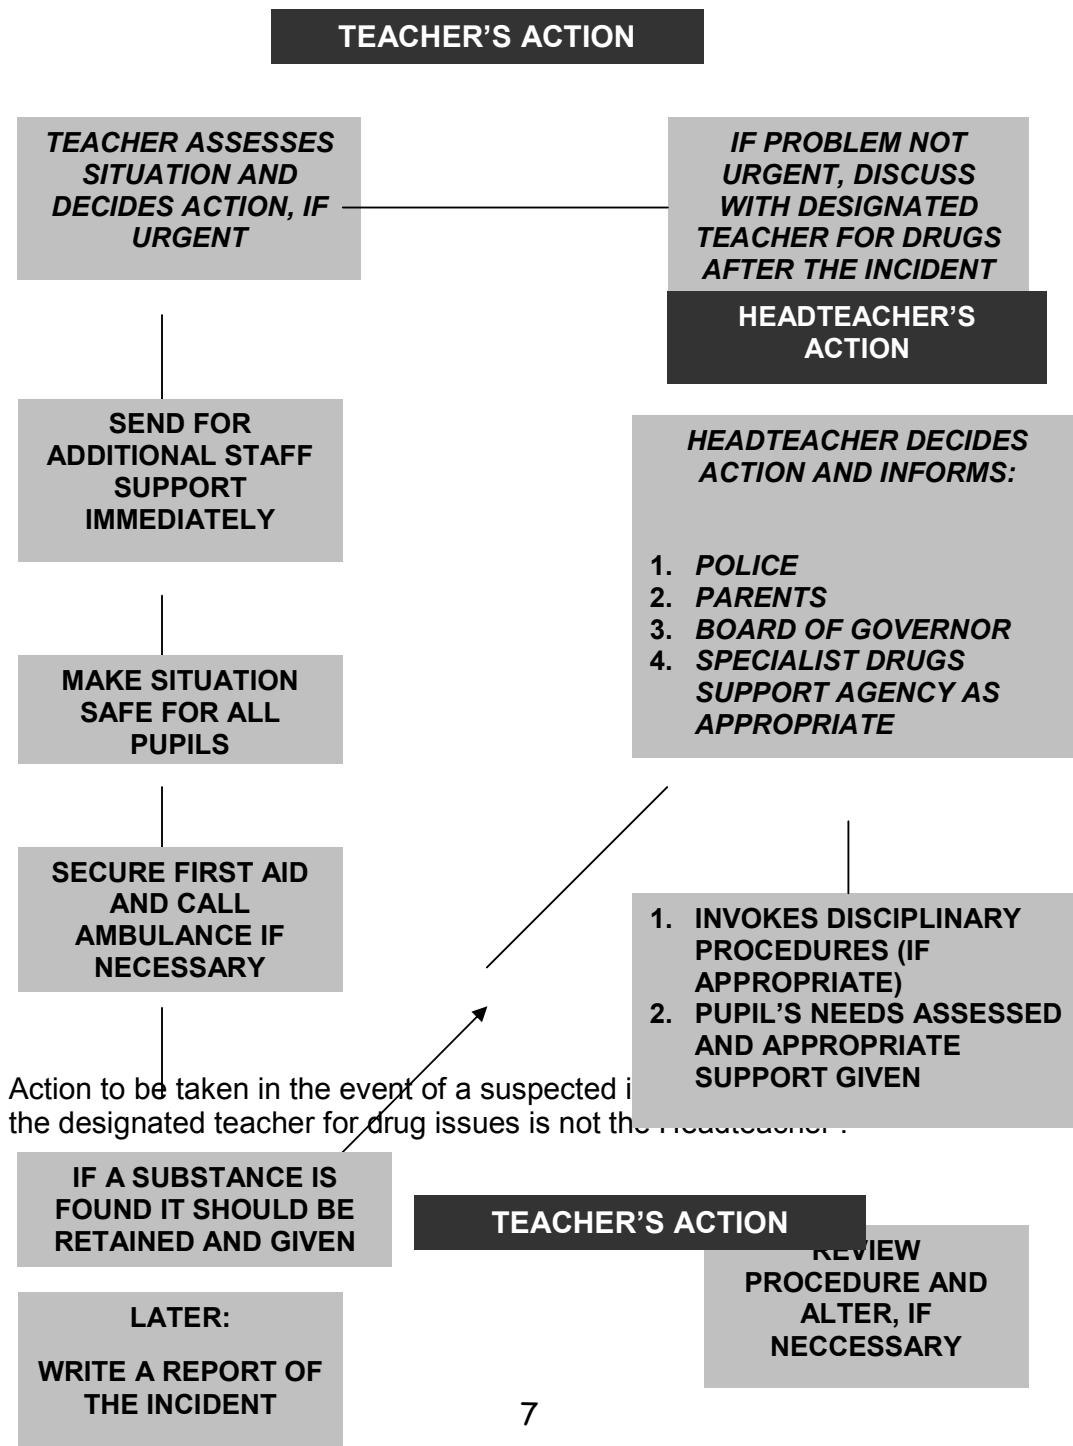 TEACHER’S ACTION
TEACHER ASSESSES
SITUATION AND
DECIDES ACTION, IF
URGENT
IF PROBLEM NOT
URGENT, DISCUSS
WITH DESIGNATED
TEACHER FOR DRUGS
AFTER THE INCIDENT
HEADTEACHER’S
ACTION
SEND FOR
ADDITIONAL STAFF
SUPPORT
IMMEDIATELY
HEADTEACHER DECIDES
ACTION AND INFORMS:
1. POLICE
2. PARENTS
3. BOARD OF GOVERNOR
4. SPECIALIST DRUGS
SUPPORT AGENCY AS
APPROPRIATE
MAKE SITUATION
SAFE FOR ALL
PUPILS
SECURE FIRST AID
AND CALL
AMBULANCE IF
NECESSARY
1. INVOKES DISCIPLINARY
PROCEDURES (IF
APPROPRIATE)
2. PUPIL’S NEEDS ASSESSED
AND APPROPRIATE
SUPPORT GIVEN
Action to be taken in the event of a suspected
the designated teacher for drug issues is not the Headteacher .
IF A SUBSTANCE IS
FOUND IT SHOULD BE
RETAINED AND GIVEN
TEACHER’S ACTION
REVIEW
PROCEDURE AND
ALTER, IF
NECCESSARY
LATER:
WRITE A REPORT OF
THE INCIDENT
7